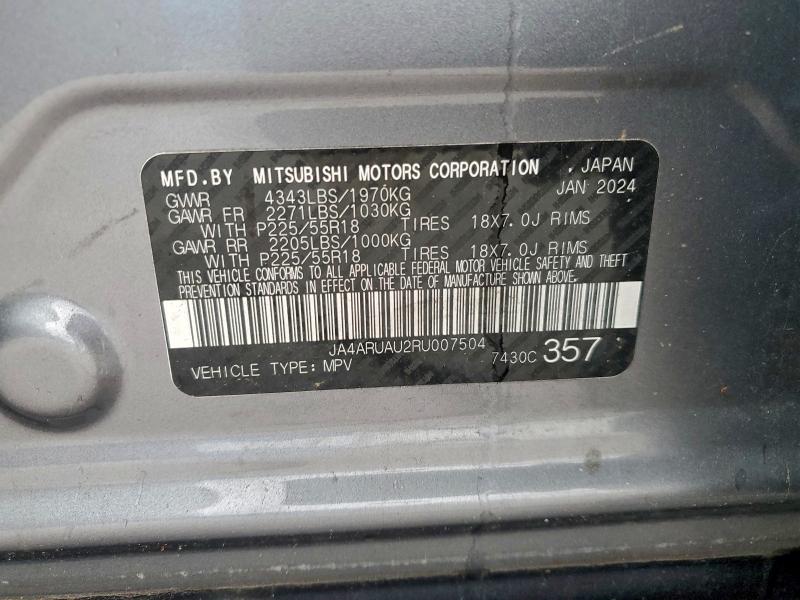 MFD.BY MITSUBISHI MOTORS CORPORATION , JAPAN
GVWR 4343LBS/1970KG JAN 2024
GAWR FR 2271LBS/1030KG
WITH P225/55R18 TIRES 18X7.0J RIMS
GAWR RR 2205LBS/1000KG
WITH P225/55R18 TIRES 18X7.0J RIMS
THIS VEHICLE CONFORMS TO ALL APPLICABLE FEDERAL MOTOR VEHICLE SAFETY AND THEFT
PREVENTION STANDARDS IN EFFECT ON THE DATE OF MANUFACTURE SHOWN ABOVE.
JA4ARUAU2RU007504
7430C 357
VEHICLE TYPE: MPV